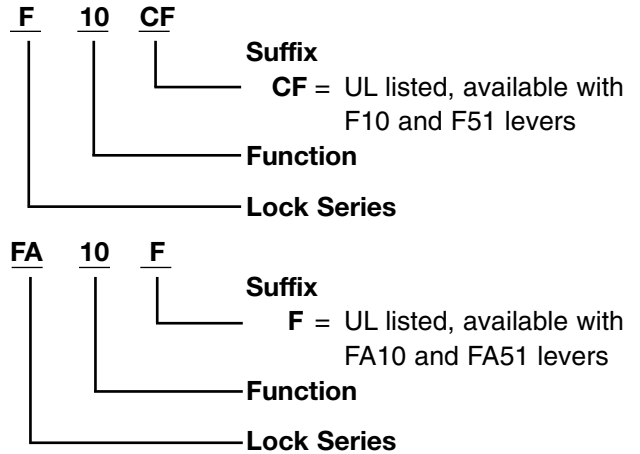 F 10 CF
Suffix
CF = UL listed, available with
F10 and F51 levers
Function
Lock Series
FA 10 F
Suffix
F = UL listed, available with
FA10 and FA51 levers
Function
Lock Series